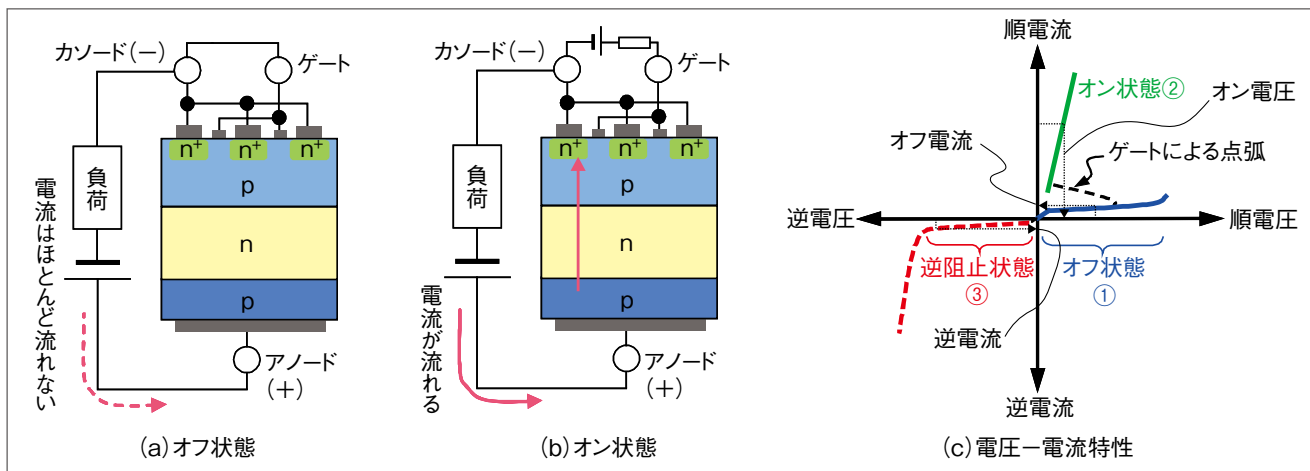 カソード(－)
ゲート
n⁺
n⁺
n⁺
p
n
p
負荷
電流はほとんど流れない
アノード
(＋)
(a)オフ状態
カソード(－)
ゲート
n⁺
n⁺
n⁺
p
n
p
負荷
電流が流れる
アノード
(＋)
(b)オン状態
順電流
オン状態②
オン電圧
オフ電流
ゲートによる点弧
逆電圧
順電圧
逆阻止状態
③
オフ状態
①
逆電流
逆電流
(c)電圧－電流特性